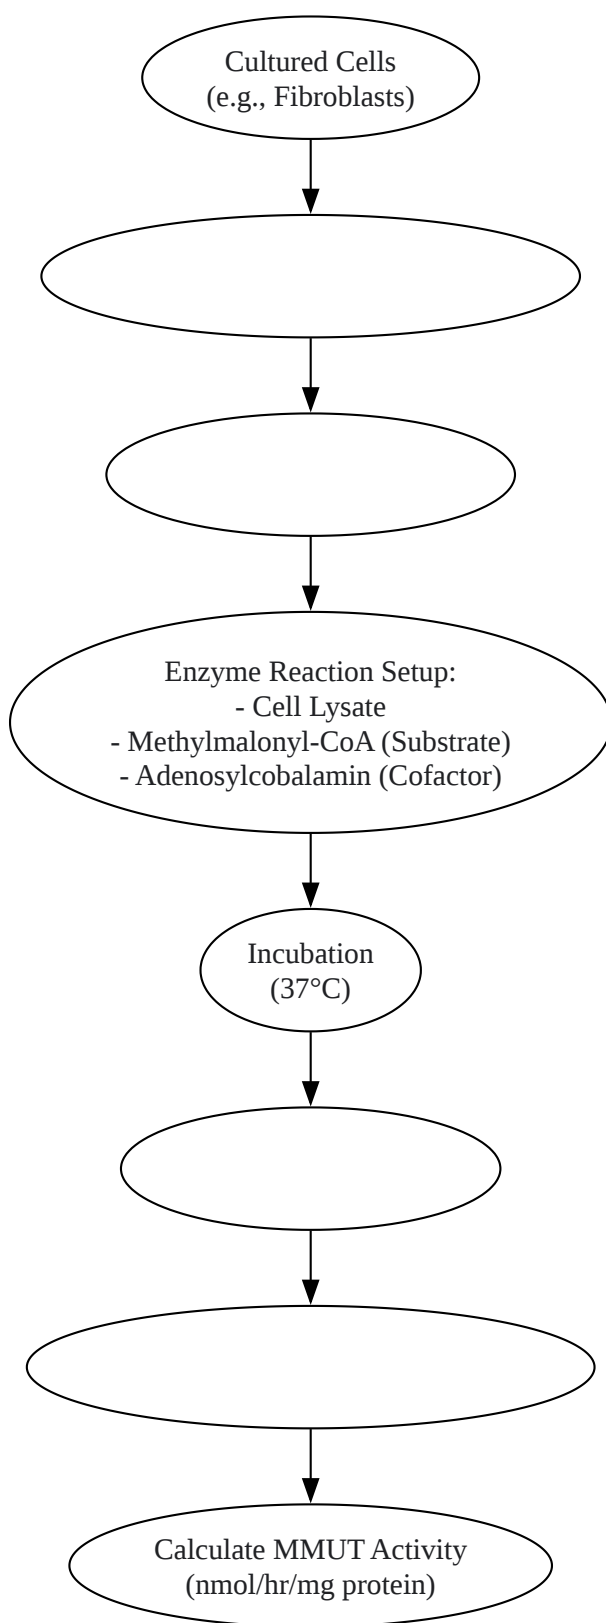 Cultured Cells
(e.g., Fibroblasts)
Enzyme Reaction Setup:
- Cell Lysate
- Methylmalonyl-CoA (Substrate)
- Adenosylcobalamin (Cofactor)
Incubation
(37°C)
Calculate MMUT Activity
(nmol/hr/mg protein)